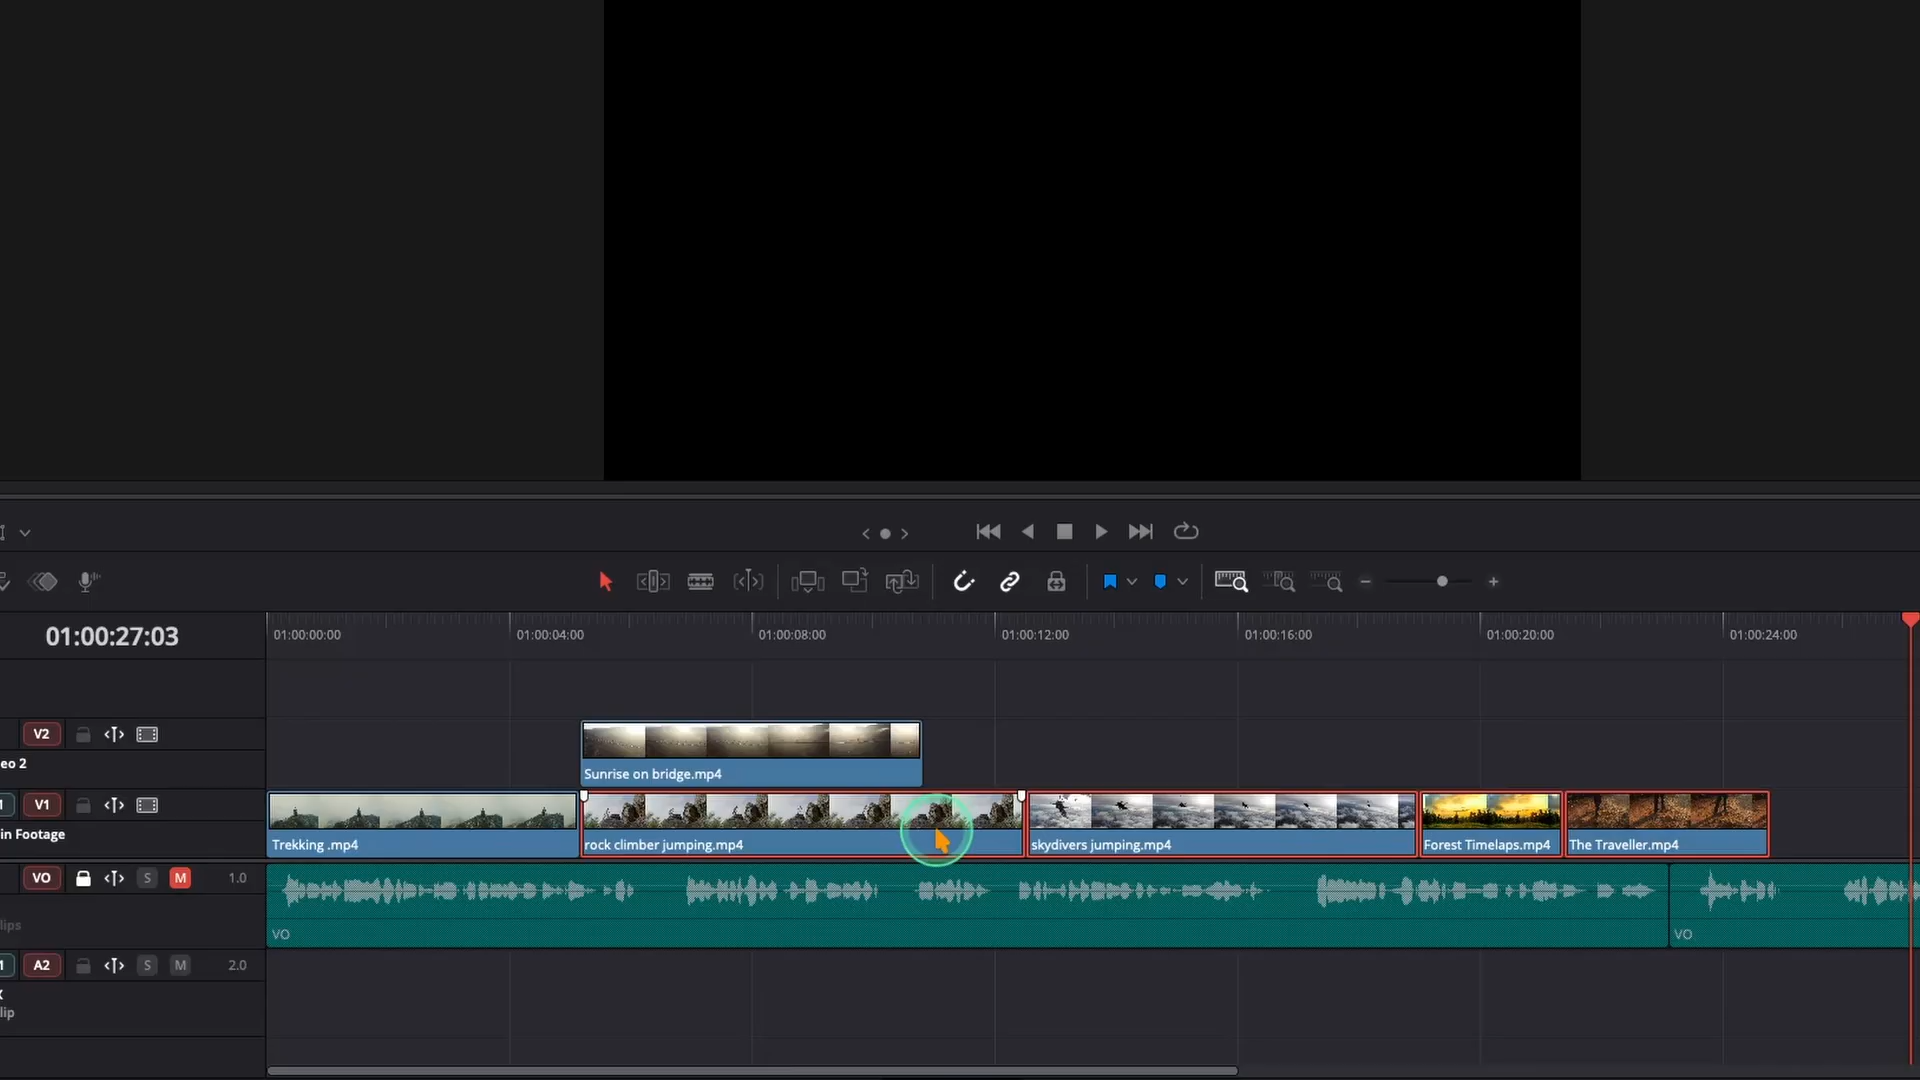 01:00:27:03
01:00:00:00
01:00:04:00
01:00:08:00
01:00:12:00
01:00:16:00
01:00:20:00
01:00:24:00
V2
eo 2
Sunrise on bridge.mp4
V1
in Footage
Trekking .mp4
rock climber jumping.mp4
skydivers jumping.mp4
Forest Timelaps.mp4
The Traveller.mp4
VO
S
M
1.0
lips
VO
VO
A2
S
M
2.0
lip